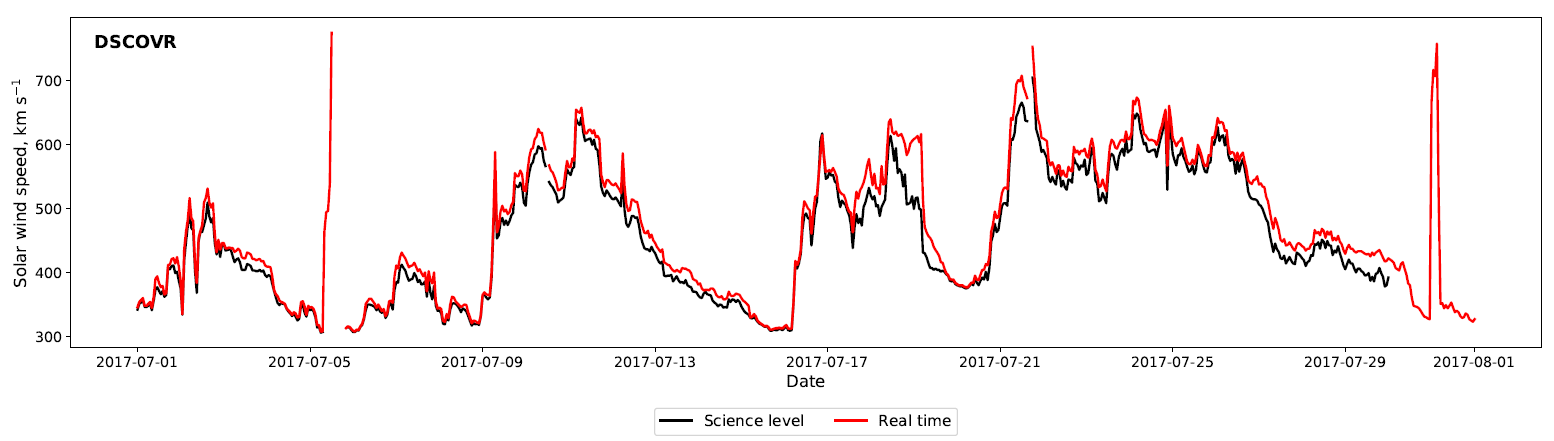 DSCOVR
Solar wind speed, km s⁻¹
700
600
500
400
300
2017-07-01
2017-07-05
2017-07-09
2017-07-13
2017-07-17
2017-07-21
2017-07-25
2017-07-29
2017-08-01
Date
Science level
Real time